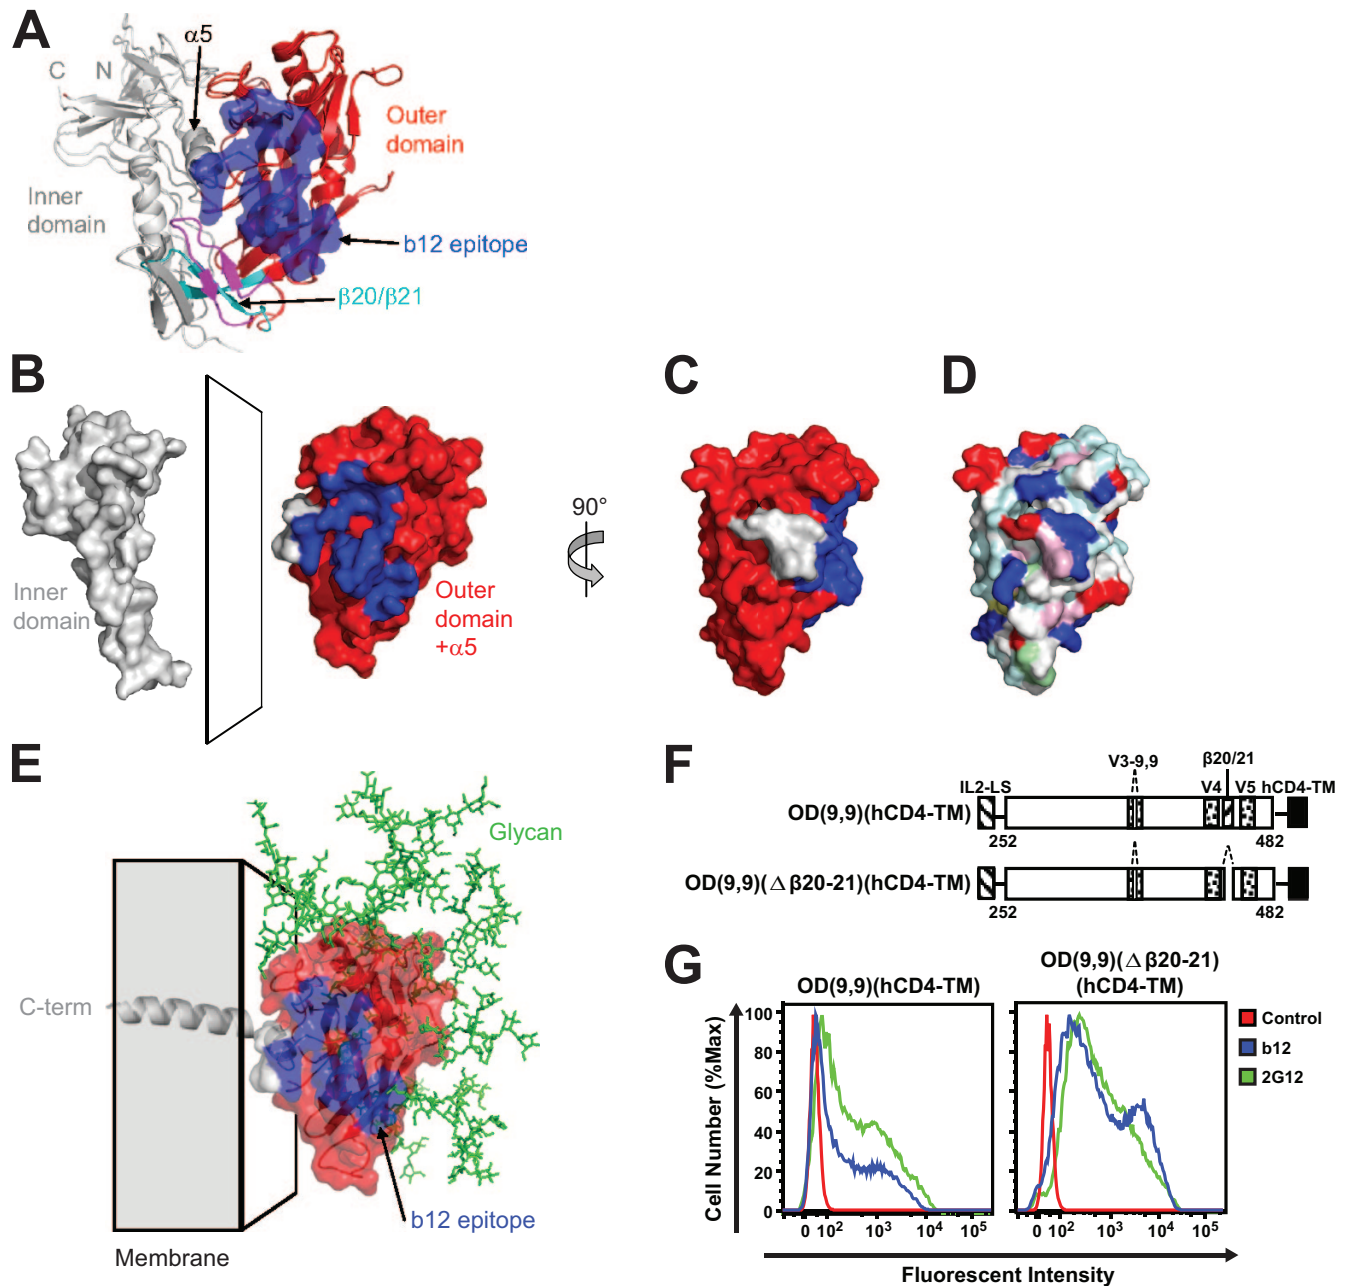 A
α5
C N
Outer
domain
Inner
domain
b12 epitope
β20/β21
B
C
D
90°
Inner
domain
Outer
domain
+α5
E
Glycan
C-term
b12 epitope
Membrane
F
V3-9,9
β20/21
IL2-LS
V4
V5
hCD4-TM
OD(9,9)(hCD4-TM)
252
482
OD(9,9)(Δβ20-21)(hCD4-TM)
252
482
G
OD(9,9)(hCD4-TM)
OD(9,9)(Δβ20-21)
(hCD4-TM)
Cell Number (%Max)
100
80
60
40
20
0
0 10² 10³ 10⁴ 10⁵
0 10² 10³ 10⁴ 10⁵
Control
b12
2G12
Fluorescent Intensity